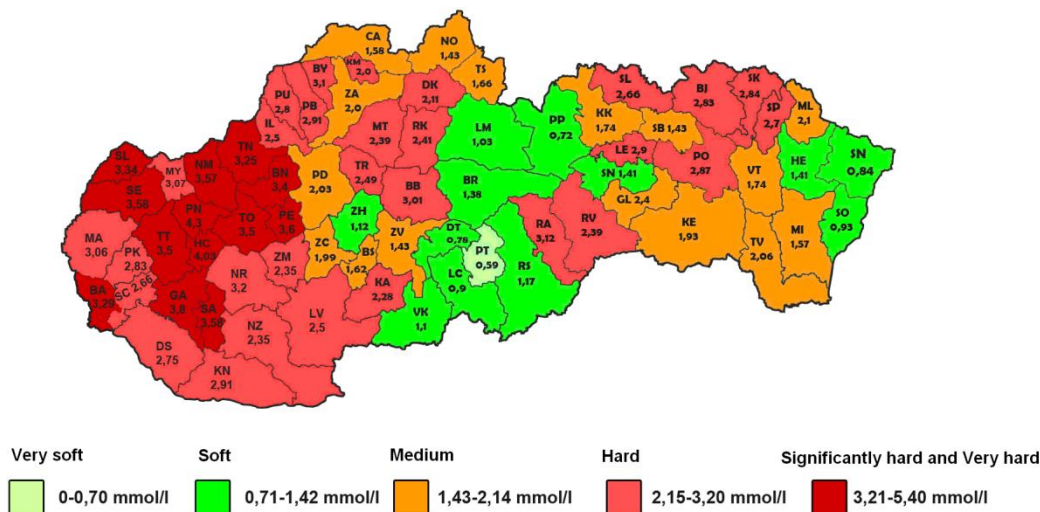 CA
1,58
NO
1,43
TS
1,66
BY
3,1
KM
2,0
PU
2,8
PB
2,91
ZA
2,0
DK
2,11
IL
2,5
MT
2,39
RK
2,41
LM
1,03
PP
0,72
SL
2,66
BJ
2,83
SK
2,84
SP
2,7
ML
2,1
KK
1,74
SB 1,43
LE 2,9
PO
2,87
HE
1,41
SN
0,84
SN 1,41
VT
1,74
SO
0,93
GL 2,4
KE
1,93
TV
2,06
MI
1,57
SL
3,34
MY
3,07
NM
3,57
TN
3,25
BN
3,4
PD
2,03
TR
2,49
BB
3,01
BR
1,38
SE
3,58
PN
4,3
TO
3,5
PE
3,6
ZH
1,12
ZV
1,43
DT
0,78
PT
0,59
RA
3,12
RV
2,39
MA
3,06
PK
2,83
TT
3,5
HC
4,03
ZC
1,99
BS
1,62
LC
0,9
RS
1,17
BA
3,29
SC 2,66
GA
3,8
SA
3,58
NR
3,2
ZM
2,35
KA
2,28
VK
1,1
LV
2,5
DS
2,75
NZ
2,35
KN
2,91
Very soft
Soft
Medium
Hard
Significantly hard and Very hard
0-0,70 mmol/l
0,71-1,42 mmol/l
1,43-2,14 mmol/l
2,15-3,20 mmol/l
3,21-5,40 mmol/l